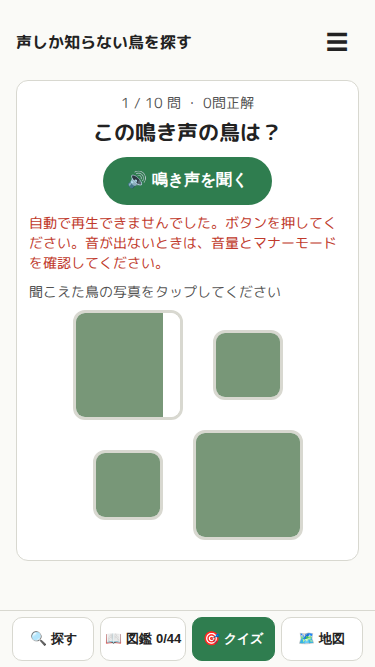 声しか知らない鳥を探す
1 / 10 問 ・ 0問正解
この鳴き声の鳥は？
🔊 鳴き声を聞く
自動で再生できませんでした。ボタンを押してく
ださい。音が出ないときは、音量とマナーモード
を確認してください。
聞こえた鳥の写真をタップしてください
🔍 探す
📖 図鑑 0/44
🎯 クイズ
🗺️ 地図